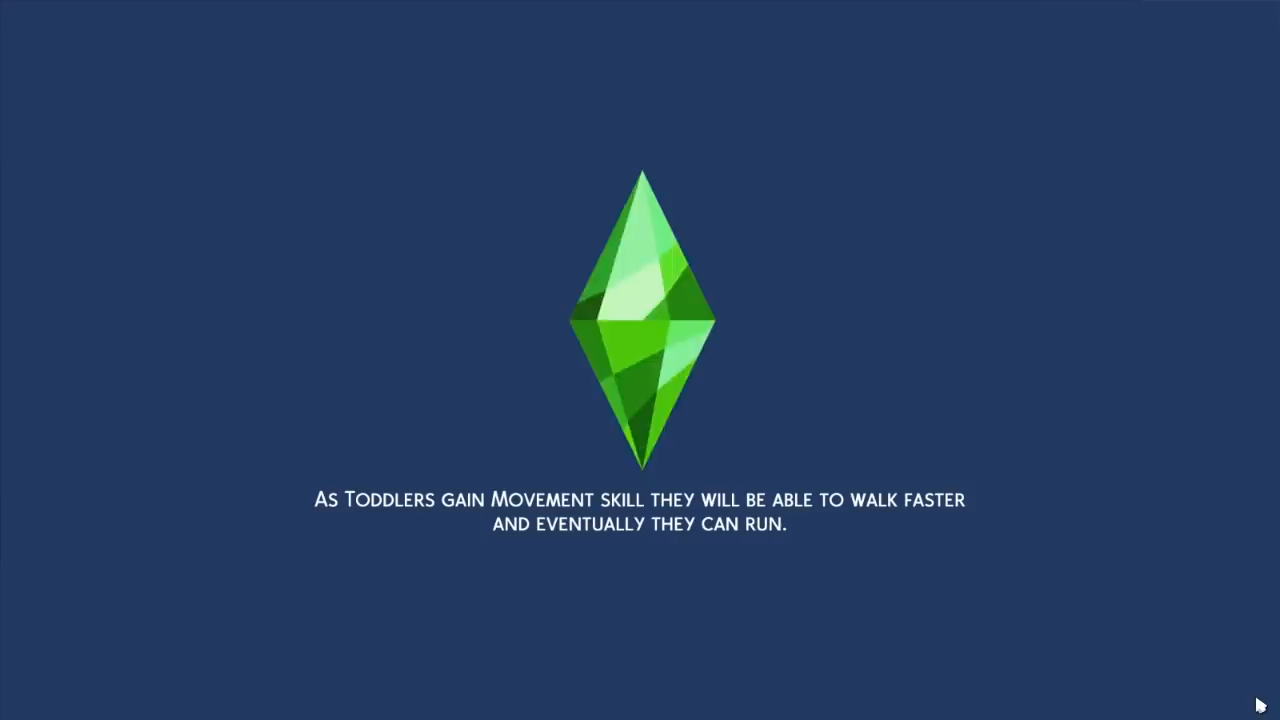 As Toddlers gain Movement skill they will be able to walk faster
and eventually they can run.